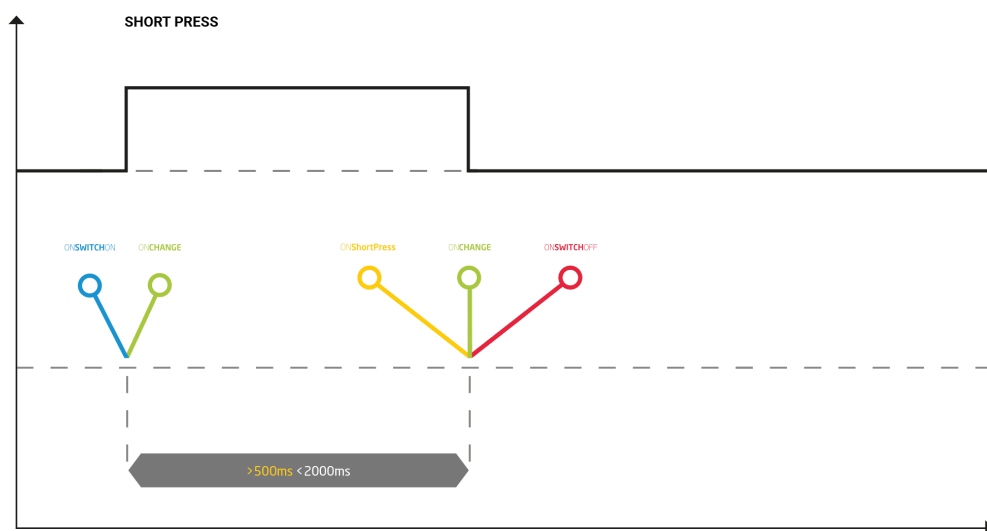 SHORT PRESS
ONSWITCHON
ONCHANGE
ONShortPress
ONCHANGE
ONSWITCHOFF
>500ms <2000ms